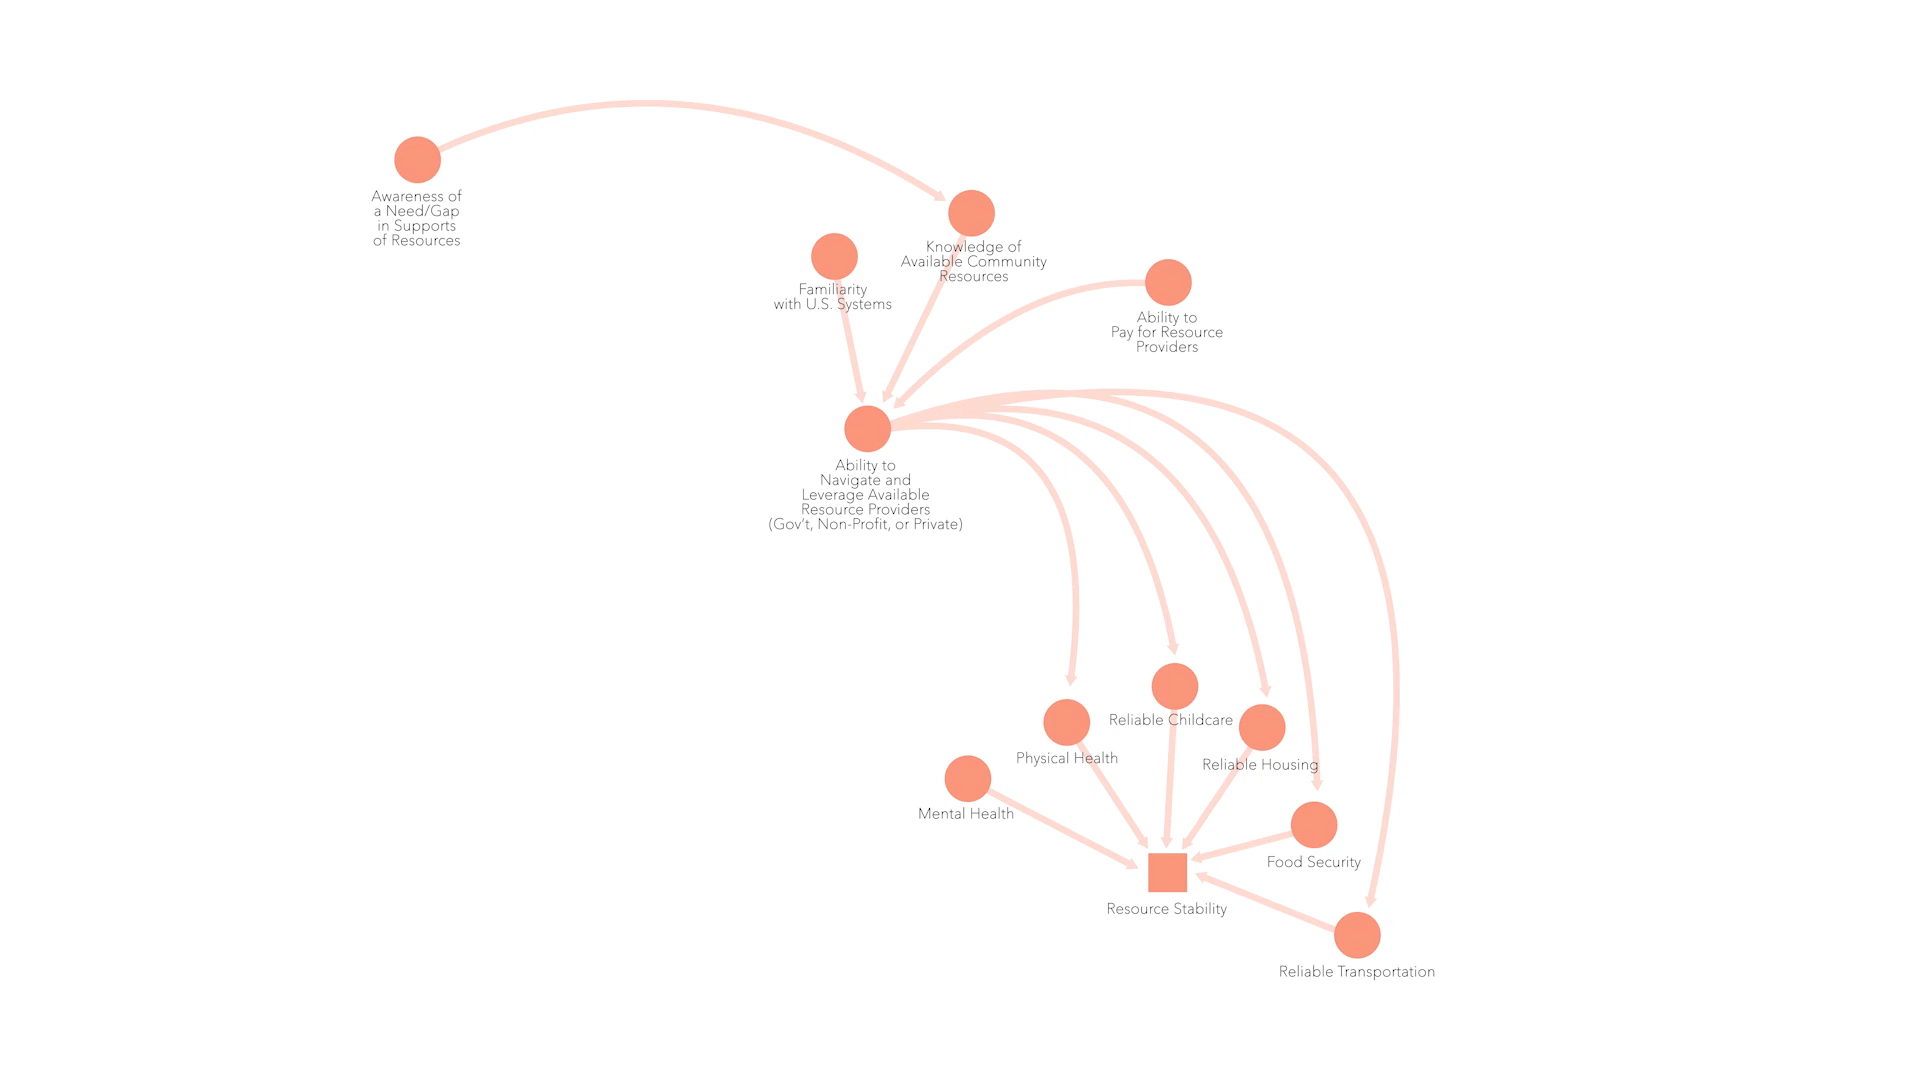 Awareness of
a Need/Gap
in Supports
of Resources
Knowledge of
Available Community
Resources
Familiarity
with U.S. Systems
Ability to
Pay for Resource
Providers
Ability to
Navigate and
Leverage Available
Resource Providers
(Gov't, Non-Profit, or Private)
Reliable Childcare
Physical Health
Reliable Housing
Mental Health
Food Security
Resource Stability
Reliable Transportation